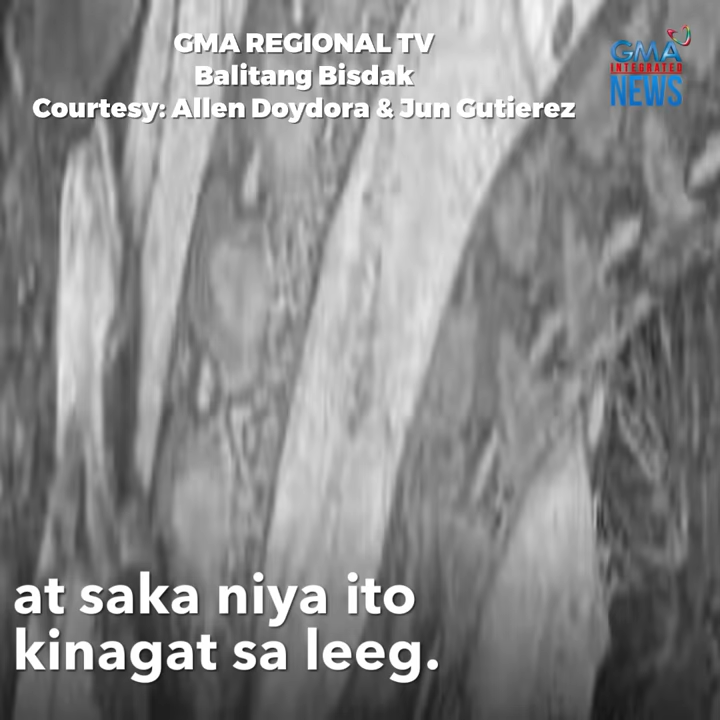 GMA REGIONAL TV
Balitang Bisdak
Courtesy: Allen Doydora & Jun Gutierez
GMA
INTEGRATED
NEWS
at saka niya ito
kinagat sa leeg.